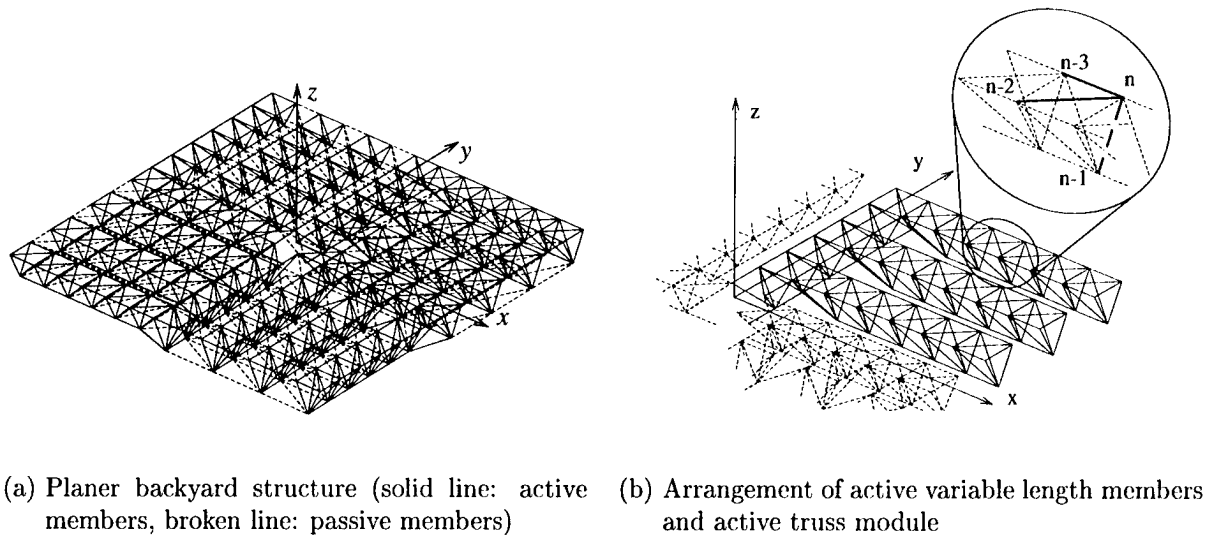 z
y
x
n-3
n
n-2
n-1
z
y
x
(a) Planer backyard structure (solid line: active
members, broken line: passive members)
(b) Arrangement of active variable length members
and active truss module